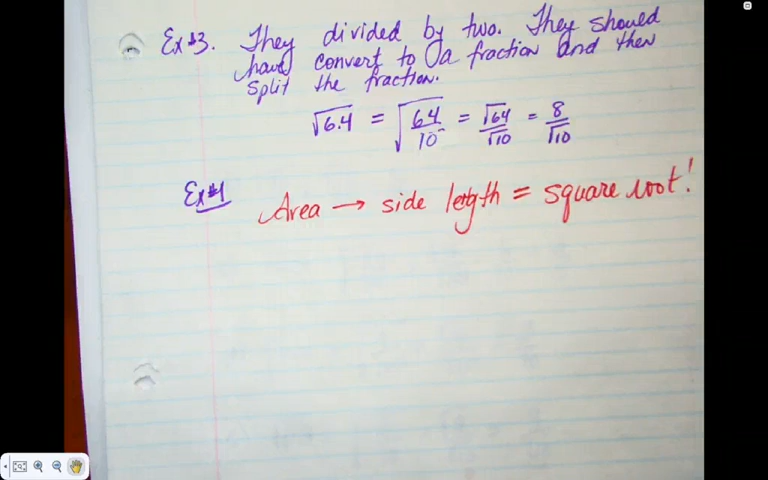 Ex #3. They divided by two. They should
have convert to a fraction and then
split the fraction.
√6.4 = √64/10 = √64/√10 = 8/√10
Ex #4 Area → side length = square root!